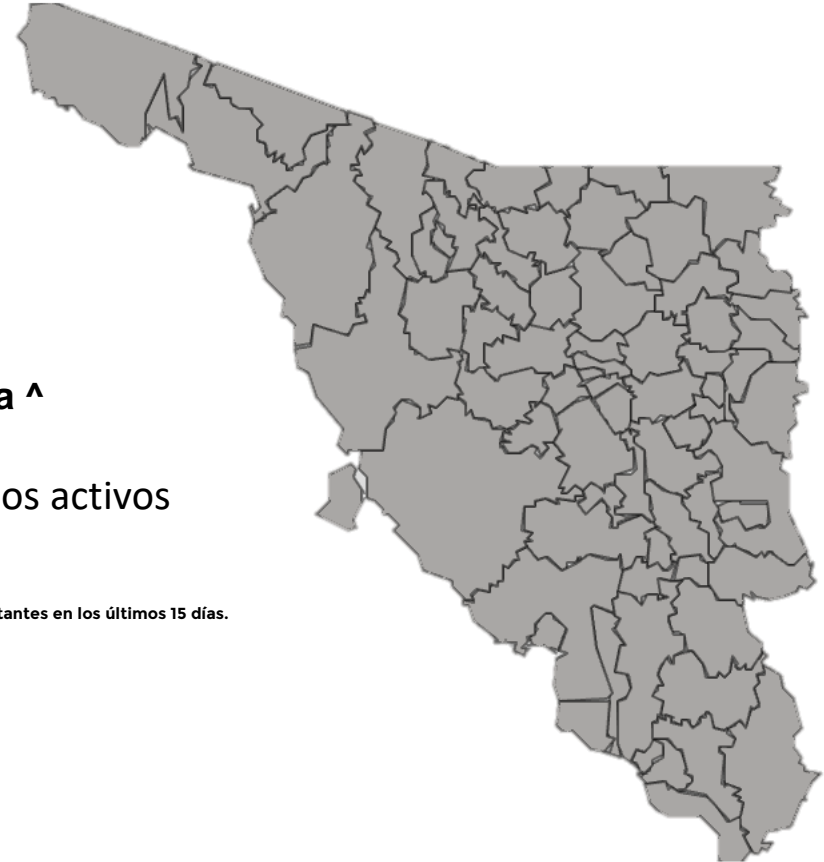 a ^
os activos
tantes en los últimos 15 días.